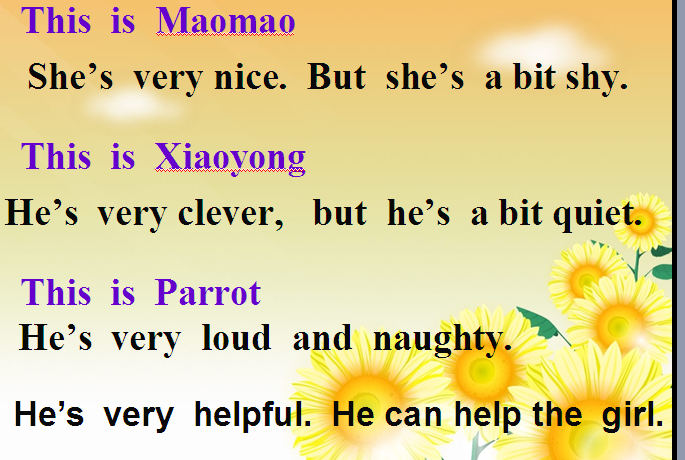 This is Maomao
She’s very nice. But she’s a bit shy.
This is Xiaoyong
He’s very clever, but he’s a bit quiet.
This is Parrot
He’s very loud and naughty.
He’s very helpful. He can help the girl.